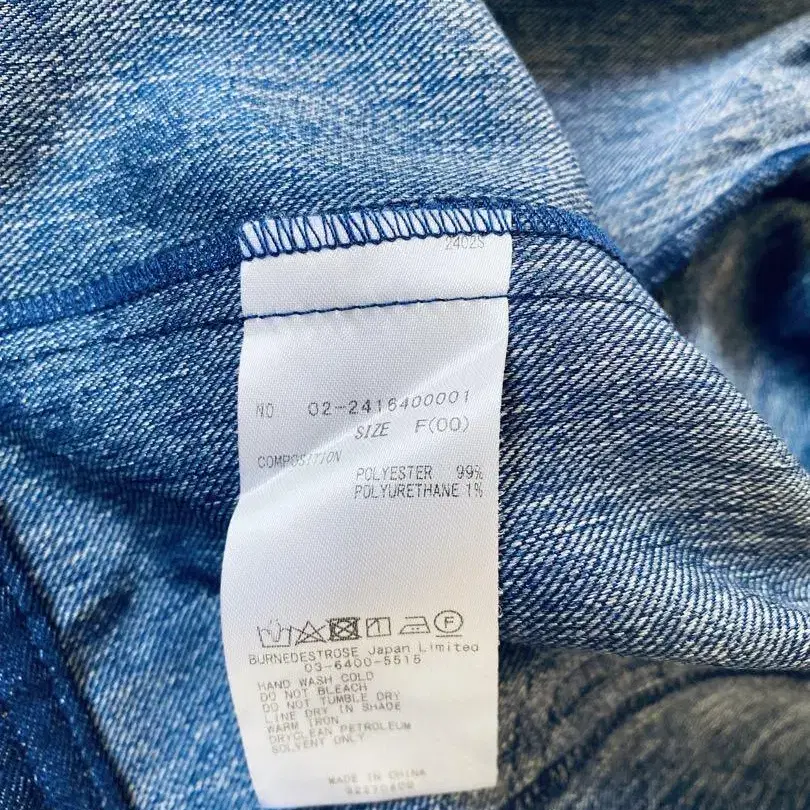 2402S
NO 02-2416400001
SIZE F(00)
COMPOSITION
POLYESTER 99%
POLYURETHANE 1%
BURNEDESTROSE Japan Limited
03-6400-5515
HAND WASH COLD
DO NOT BLEACH
DO NOT TUMBLE DRY
LINE DRY IN SHADE
WARM IRON
DRYCLEAN PETROLEUM
SOLVENT ONLY
MADE IN CHINA